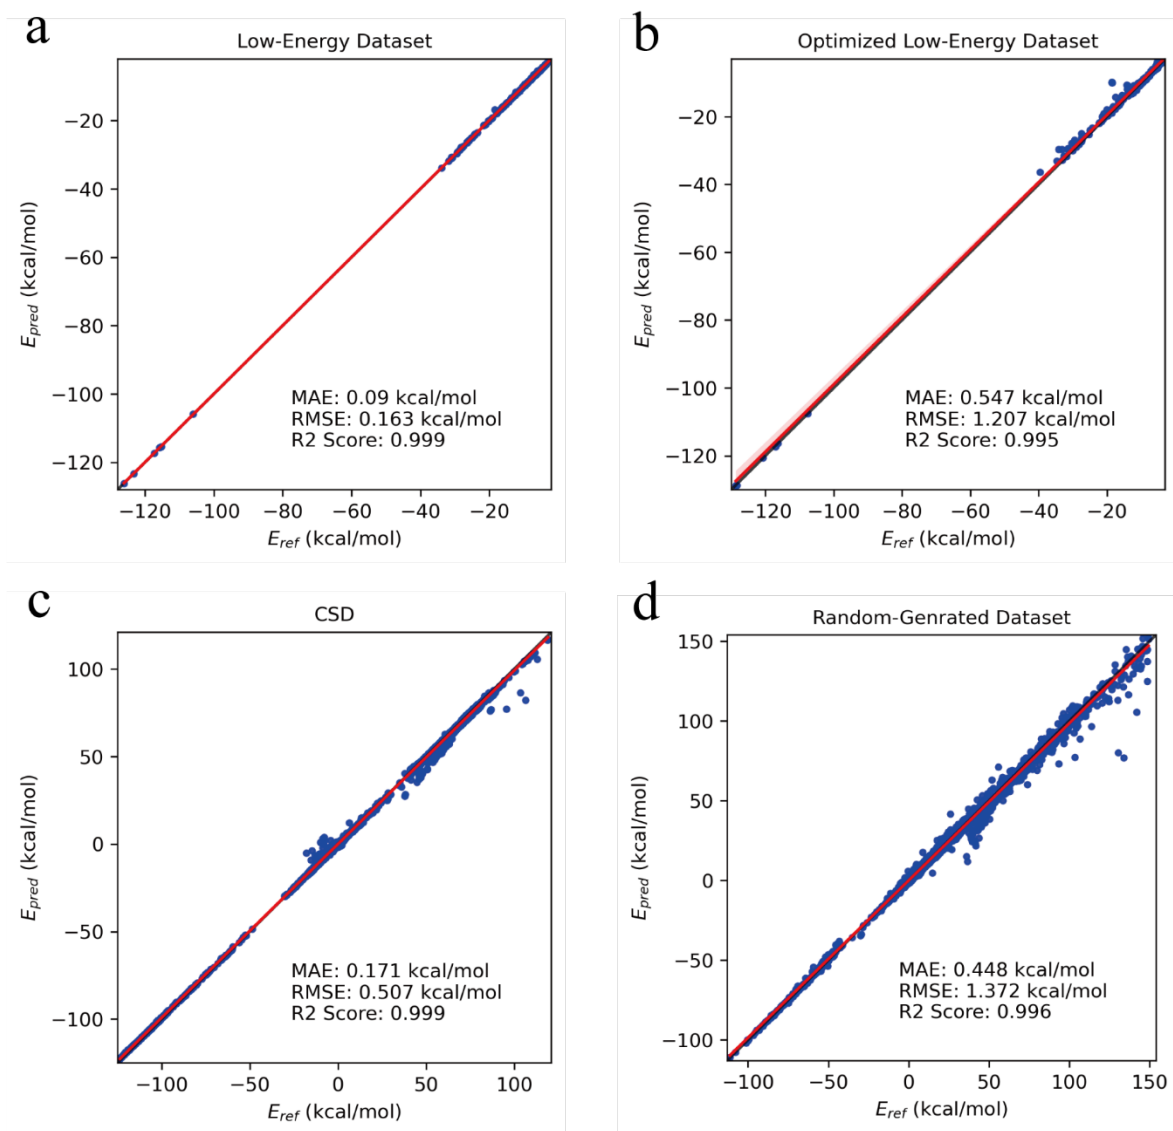 a
Low-Energy Dataset
−20
−40
−60
−80
−100
−120
E_pred (kcal/mol)
MAE: 0.09 kcal/mol
RMSE: 0.163 kcal/mol
R2 Score: 0.999
−120 −100 −80 −60 −40 −20
E_ref (kcal/mol)
b
Optimized Low-Energy Dataset
−20
−40
−60
−80
−100
−120
E_pred (kcal/mol)
MAE: 0.547 kcal/mol
RMSE: 1.207 kcal/mol
R2 Score: 0.995
−120 −100 −80 −60 −40 −20
E_ref (kcal/mol)
c
CSD
100
50
0
−50
−100
E_pred (kcal/mol)
MAE: 0.171 kcal/mol
RMSE: 0.507 kcal/mol
R2 Score: 0.999
−100 −50 0 50 100
E_ref (kcal/mol)
d
Random-Genrated Dataset
150
100
50
0
−50
−100
E_pred (kcal/mol)
MAE: 0.448 kcal/mol
RMSE: 1.372 kcal/mol
R2 Score: 0.996
−100 −50 0 50 100 150
E_ref (kcal/mol)